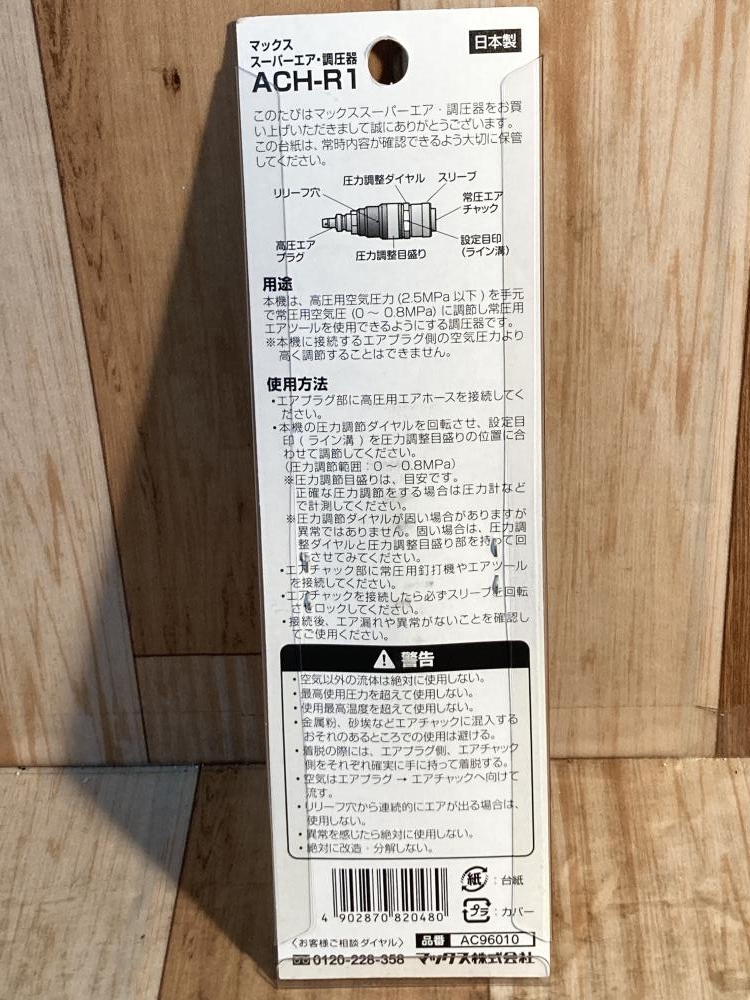 マックス
スーパーエア・調圧器
ACH-R1
日本製
このたびはマックススーパーエア・調圧器をお買
い上げいただきまして誠にありがとうございます。
この台紙は、常時内容が確認できるよう大切に保管
してください。
圧力調整ダイヤル
スリーブ
リリーフ穴
常圧エア
チャック
高圧エア
プラグ
圧力調整目盛り
設定目印
(ライン溝)
用途
本機は、高圧用空気圧力(2.5MPa以下)を手元
で常圧用空気圧(0〜0.8MPa)に調節し常圧用
エアツールを使用できるようにする調圧器です。
※本機に接続するエアプラグ側の空気圧力より
高く調節することはできません。
使用方法
・エアプラグ部に高圧用エアホースを接続してく
ださい。
・本機の圧力調節ダイヤルを回転させ、設定目
印(ライン溝)を圧力調整目盛りの位置に合
わせて調節してください。
(圧力調節範囲:0〜0.8MPa)
※圧力調節目盛りは、目安です。
正確な圧力調節をする場合は圧力計など
で計測してください。
※圧力調節ダイヤルが固い場合がありますが
異常ではありません。固い場合は、圧力調
整ダイヤルと圧力調整目盛り部を持って回
転させてみてください。
・エアチャック部に常圧用釘打機やエアツール
を接続してください。
・エアチャックを接続したら必ずスリーブを回転
させロックしてください。
・接続後、エア漏れや異常がないことを確認し
てご使用ください。
警告
・空気以外の流体は絶対に使用しない。
・最高使用圧力を超えて使用しない。
・使用最高温度を超えて使用しない。
・金属粉、砂埃などエアチャックに混入する
おそれのあるところでの使用は避ける。
・着脱の際には、エアプラグ側、エアチャック
側をそれぞれ確実に手に持って着脱する。
・空気はエアプラグ → エアチャックへ向けて
流す。
・リリーフ穴から連続的にエアが出る場合は、
使用しない。
・異常を感じたら絶対に使用しない。
・絶対に改造・分解しない。
紙:台紙
プラ:カバー
4 902870 820480
〈お客様ご相談ダイヤル〉
品番 AC96010
0120-228-358 マックス株式会社